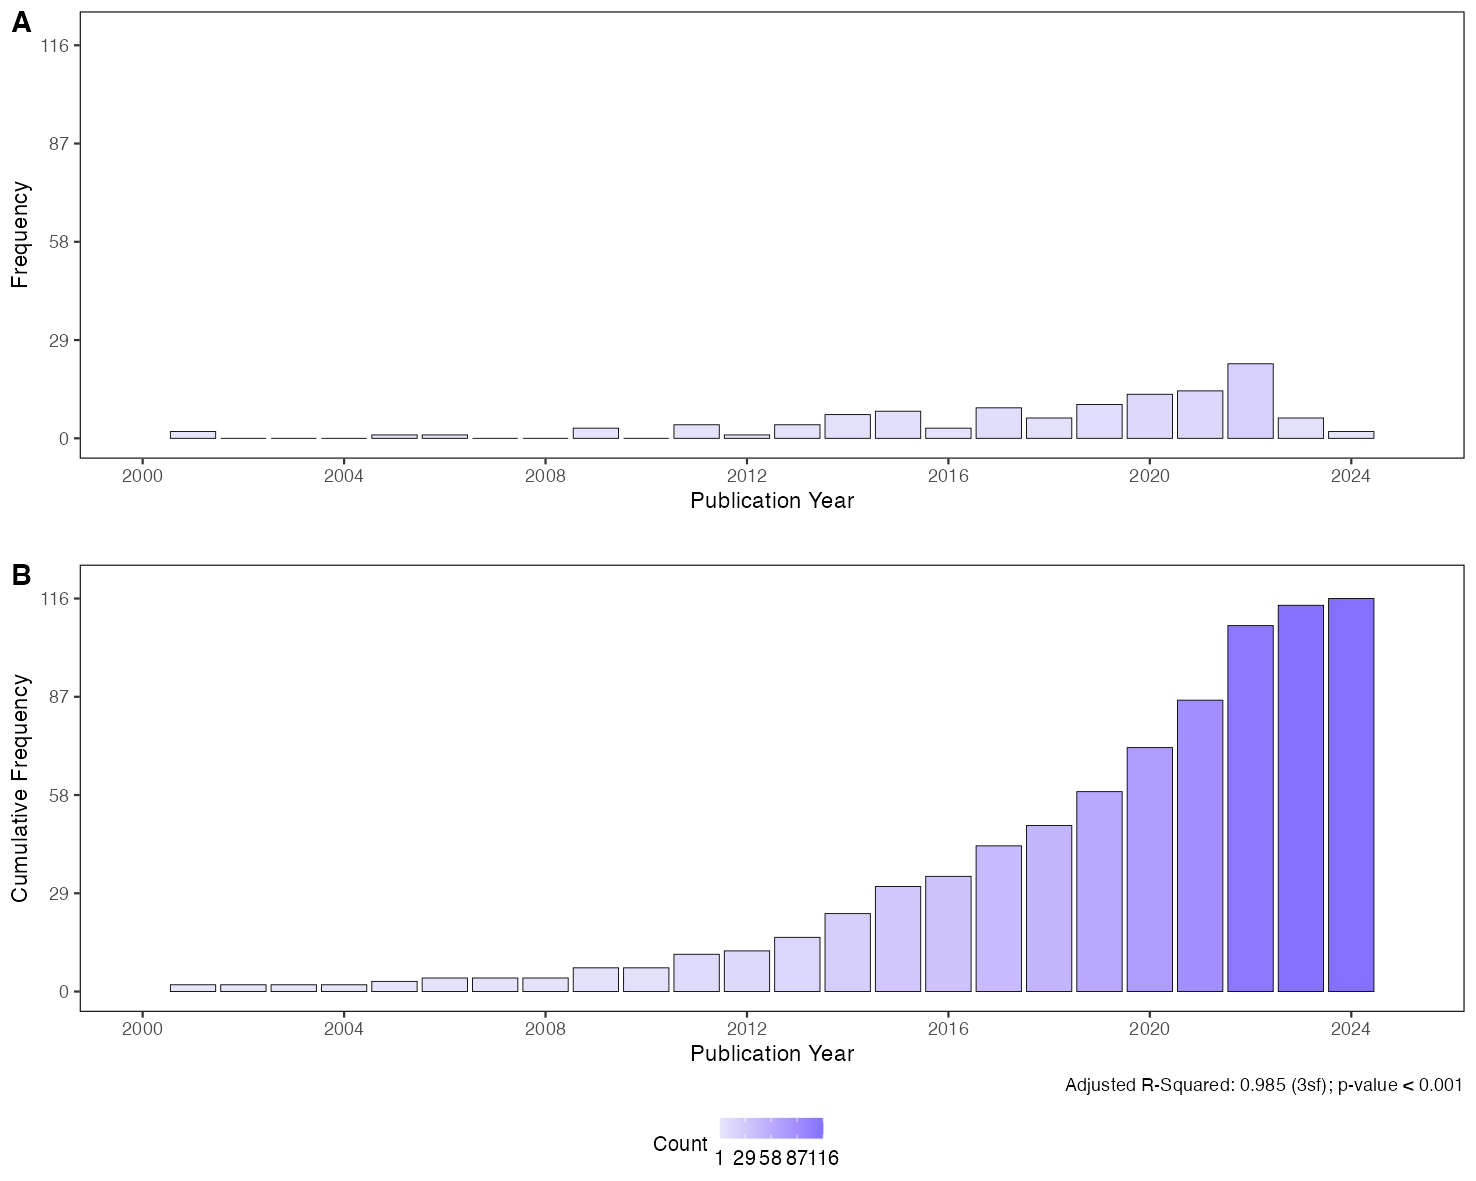 A
116
87
58
29
0
Frequency
2000 2004 2008 2012 2016 2020 2024
Publication Year
B
116
87
58
29
0
Cumulative Frequency
2000 2004 2008 2012 2016 2020 2024
Publication Year
Adjusted R-Squared: 0.985 (3sf); p-value < 0.001
Count
1 29 58 87 116